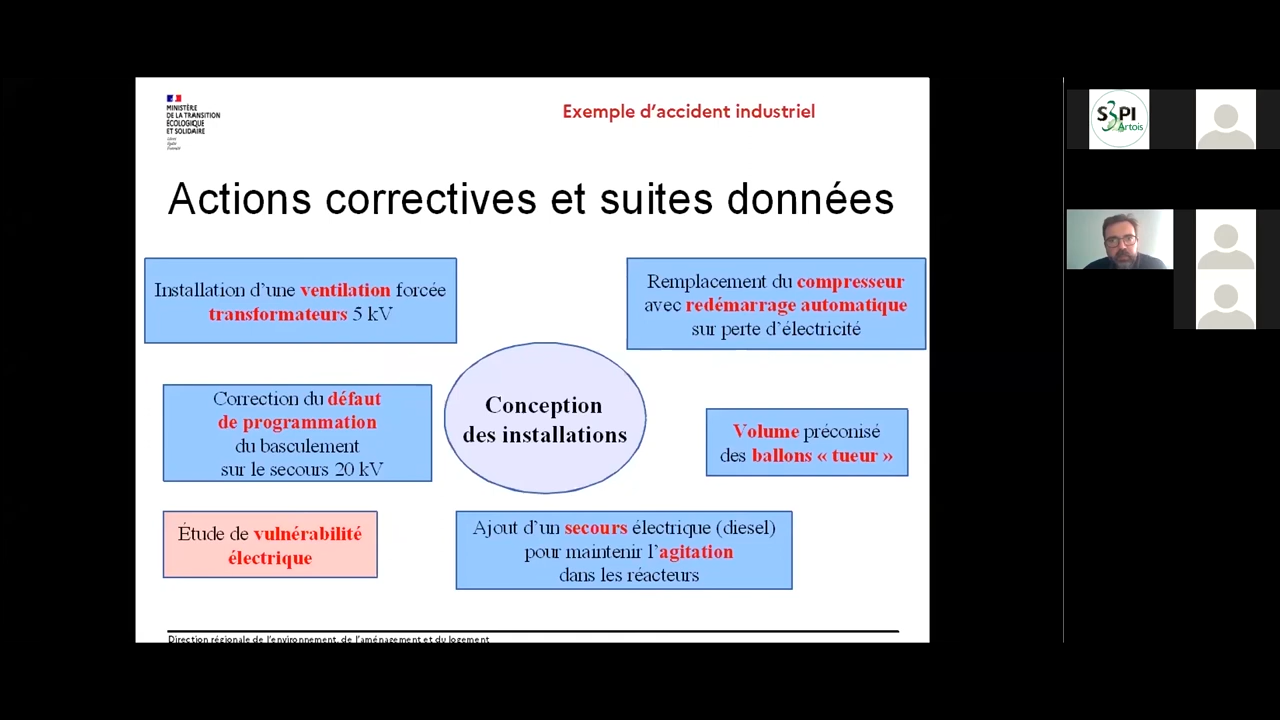 MINISTÈRE
DE LA TRANSITION
ÉCOLOGIQUE
ET SOLIDAIRE
Liberté
Égalité
Fraternité
Exemple d’accident industriel
Actions correctives et suites données
Installation d’une ventilation forcée
transformateurs 5 kV
Remplacement du compresseur
avec redémarrage automatique
sur perte d’électricité
Correction du défaut
de programmation
du basculement
sur le secours 20 kV
Conception
des installations
Volume préconisé
des ballons « tueur »
Étude de vulnérabilité
électrique
Ajout d’un secours électrique (diesel)
pour maintenir l’agitation
dans les réacteurs
Direction régionale de l’environnement, de l’aménagement et du logement
S3PI
Artois